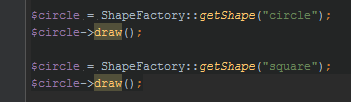 $circle = ShapeFactory::getShape("circle");
$circle->draw();
$circle = ShapeFactory::getShape("square");
$circle->draw();